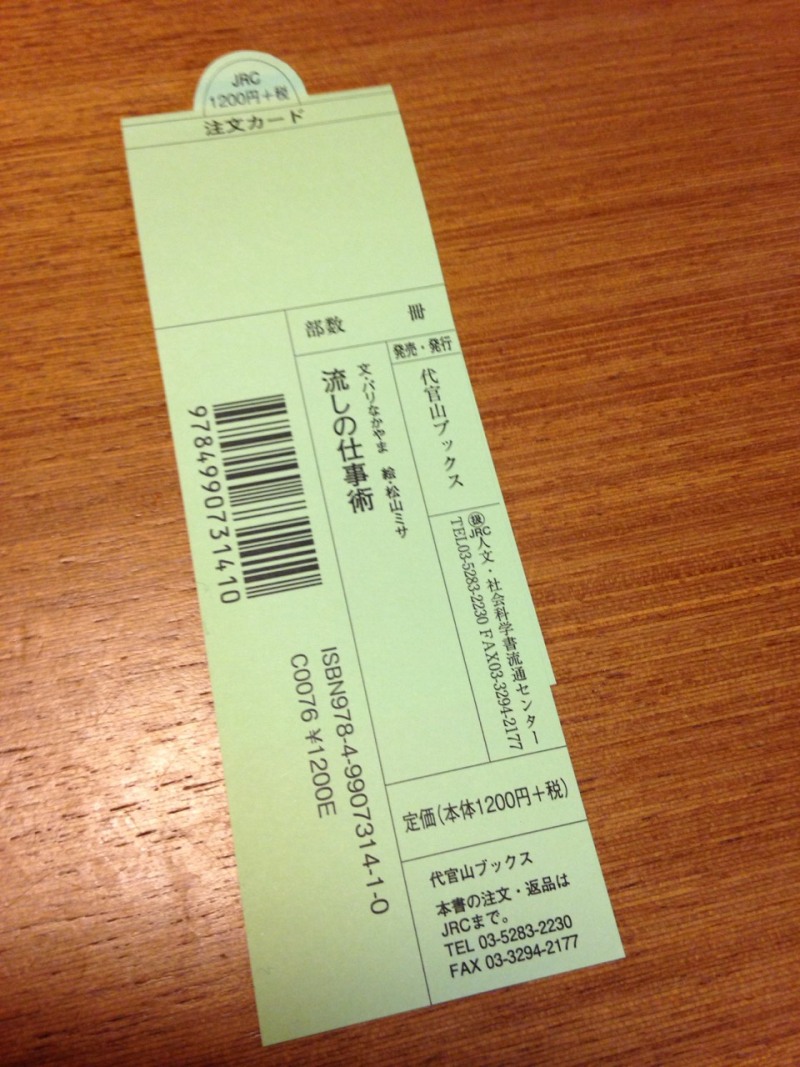 JRC
1200円+税
注文カード
部数 冊
発売・発行
代官山ブックス
扱JRC人文・社会科学書流通センター
TEL03-5283-2230 FAX03-3294-2177
文・パリなかやま 絵・松山ミサ
流しの仕事術
9784990731410
ISBN978-4-9907314-1-0
C0076 ¥1200E
定価(本体1200円+税)
代官山ブックス
本書の注文・返品は
JRCまで。
TEL 03-5283-2230
FAX 03-3294-2177